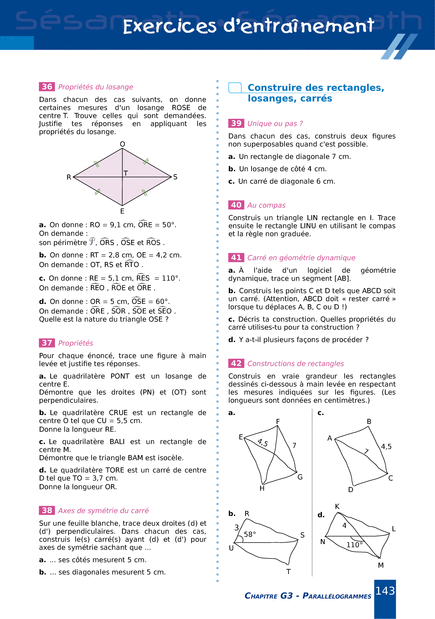 Sésamath
Sésamath
Exercices d'entraînement
36 Propriétés du losange
Dans chacun des cas suivants, on donne
certaines mesures d'un losange ROSE de
centre T. Trouve celles qui sont demandées.
Justifie tes réponses en appliquant les
propriétés du losange.
O
R
T
S
E
a. On donne : RO = 9,1 cm, ORE = 50°.
On demande :
son périmètre 𝒫, ORS , OSE et ROS .
b. On donne : RT = 2,8 cm, OE = 4,2 cm.
On demande : OT, RS et RTO .
c. On donne : RE = 5,1 cm, RES = 110°.
On demande : REO , ROE et ORE .
d. On donne : OR = 5 cm, OSE = 60°.
On demande : ORE , SOR , SOE et SEO .
Quelle est la nature du triangle OSE ?
37 Propriétés
Pour chaque énoncé, trace une figure à main
levée et justifie tes réponses.
a. Le quadrilatère PONT est un losange de
centre E.
Démontre que les droites (PN) et (OT) sont
perpendiculaires.
b. Le quadrilatère CRUE est un rectangle de
centre O tel que CU = 5,5 cm.
Donne la longueur RE.
c. Le quadrilatère BALI est un rectangle de
centre M.
Démontre que le triangle BAM est isocèle.
d. Le quadrilatère TORE est un carré de centre
D tel que TO = 3,7 cm.
Donne la longueur OR.
38 Axes de symétrie du carré
Sur une feuille blanche, trace deux droites (d) et
(d') perpendiculaires. Dans chacun des cas,
construis le(s) carré(s) ayant (d) et (d') pour
axes de symétrie sachant que ...
a. ... ses côtés mesurent 5 cm.
b. ... ses diagonales mesurent 5 cm.
Construire des rectangles,
losanges, carrés
39 Unique ou pas ?
Dans chacun des cas, construis deux figures
non superposables quand c'est possible.
a. Un rectangle de diagonale 7 cm.
b. Un losange de côté 4 cm.
c. Un carré de diagonale 6 cm.
40 Au compas
Construis un triangle LIN rectangle en I. Trace
ensuite le rectangle LINU en utilisant le compas
et la règle non graduée.
41 Carré en géométrie dynamique
a. À l'aide d'un logiciel de géométrie
dynamique, trace un segment [AB].
b. Construis les points C et D tels que ABCD soit
un carré. (Attention, ABCD doit « rester carré »
lorsque tu déplaces A, B, C ou D !)
c. Décris ta construction. Quelles propriétés du
carré utilises-tu pour ta construction ?
d. Y a-t-il plusieurs façons de procéder ?
42 Constructions de rectangles
Construis en vraie grandeur les rectangles
dessinés ci-dessous à main levée en respectant
les mesures indiquées sur les figures. (Les
longueurs sont données en centimètres.)
a.
F
E
4,5
7
G
H
c.
B
A
4,5
7
C
D
b.
R
3
58°
S
U
T
d.
K
4
L
N
110°
M
CHAPITRE G3 - PARALLÉLOGRAMMES
143